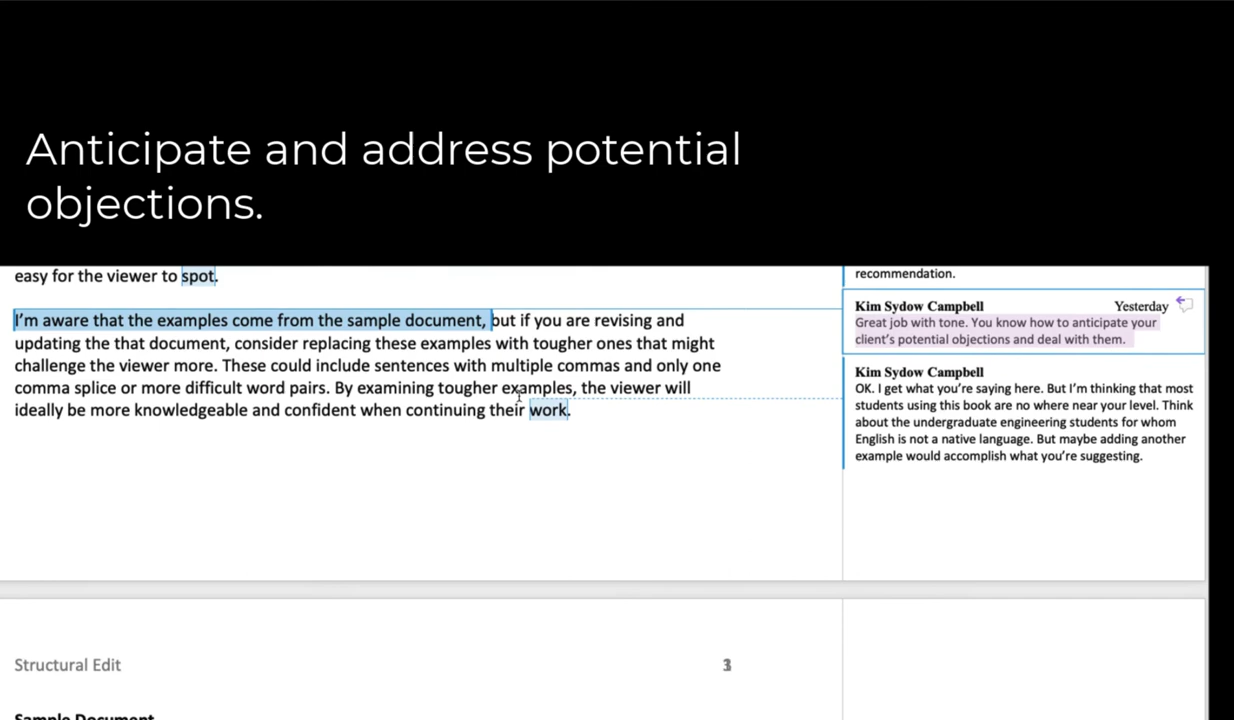 Anticipate and address potential
objections.
easy for the viewer to spot.
I'm aware that the examples come from the sample document, but if you are revising and
updating the that document, consider replacing these examples with tougher ones that might
challenge the viewer more. These could include sentences with multiple commas and only one
comma splice or more difficult word pairs. By examining tougher examples, the viewer will
ideally be more knowledgeable and confident when continuing their work.
recommendation.
Kim Sydow Campbell Yesterday
Great job with tone. You know how to anticipate your
client's potential objections and deal with them.
Kim Sydow Campbell
OK. I get what you're saying here. But I'm thinking that most
students using this book are no where near your level. Think
about the undergraduate engineering students for whom
English is not a native language. But maybe adding another
example would accomplish what you're suggesting.
Structural Edit
Sample Document